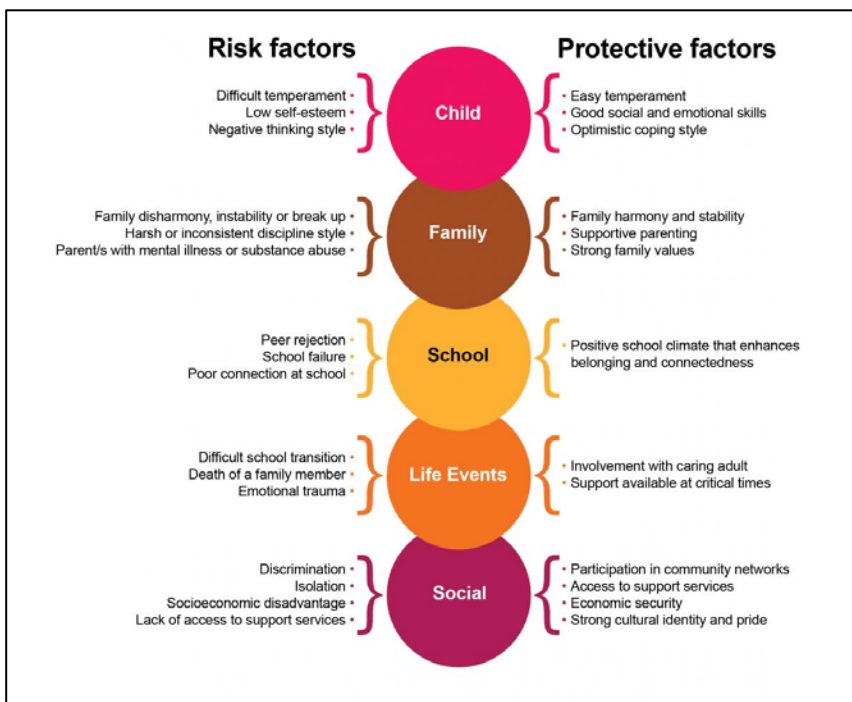 Risk factors
Protective factors
Difficult temperament •
Low self-esteem •
Negative thinking style •
Child
• Easy temperament
• Good social and emotional skills
• Optimistic coping style
Family disharmony, instability or break up •
Harsh or inconsistent discipline style •
Parent/s with mental illness or substance abuse •
Family
• Family harmony and stability
• Supportive parenting
• Strong family values
Peer rejection •
School failure •
Poor connection at school •
School
• Positive school climate that enhances
belonging and connectedness
Difficult school transition •
Death of a family member •
Emotional trauma •
Life Events
• Involvement with caring adult
• Support available at critical times
Discrimination •
Isolation •
Socioeconomic disadvantage •
Lack of access to support services •
Social
• Participation in community networks
• Access to support services
• Economic security
• Strong cultural identity and pride